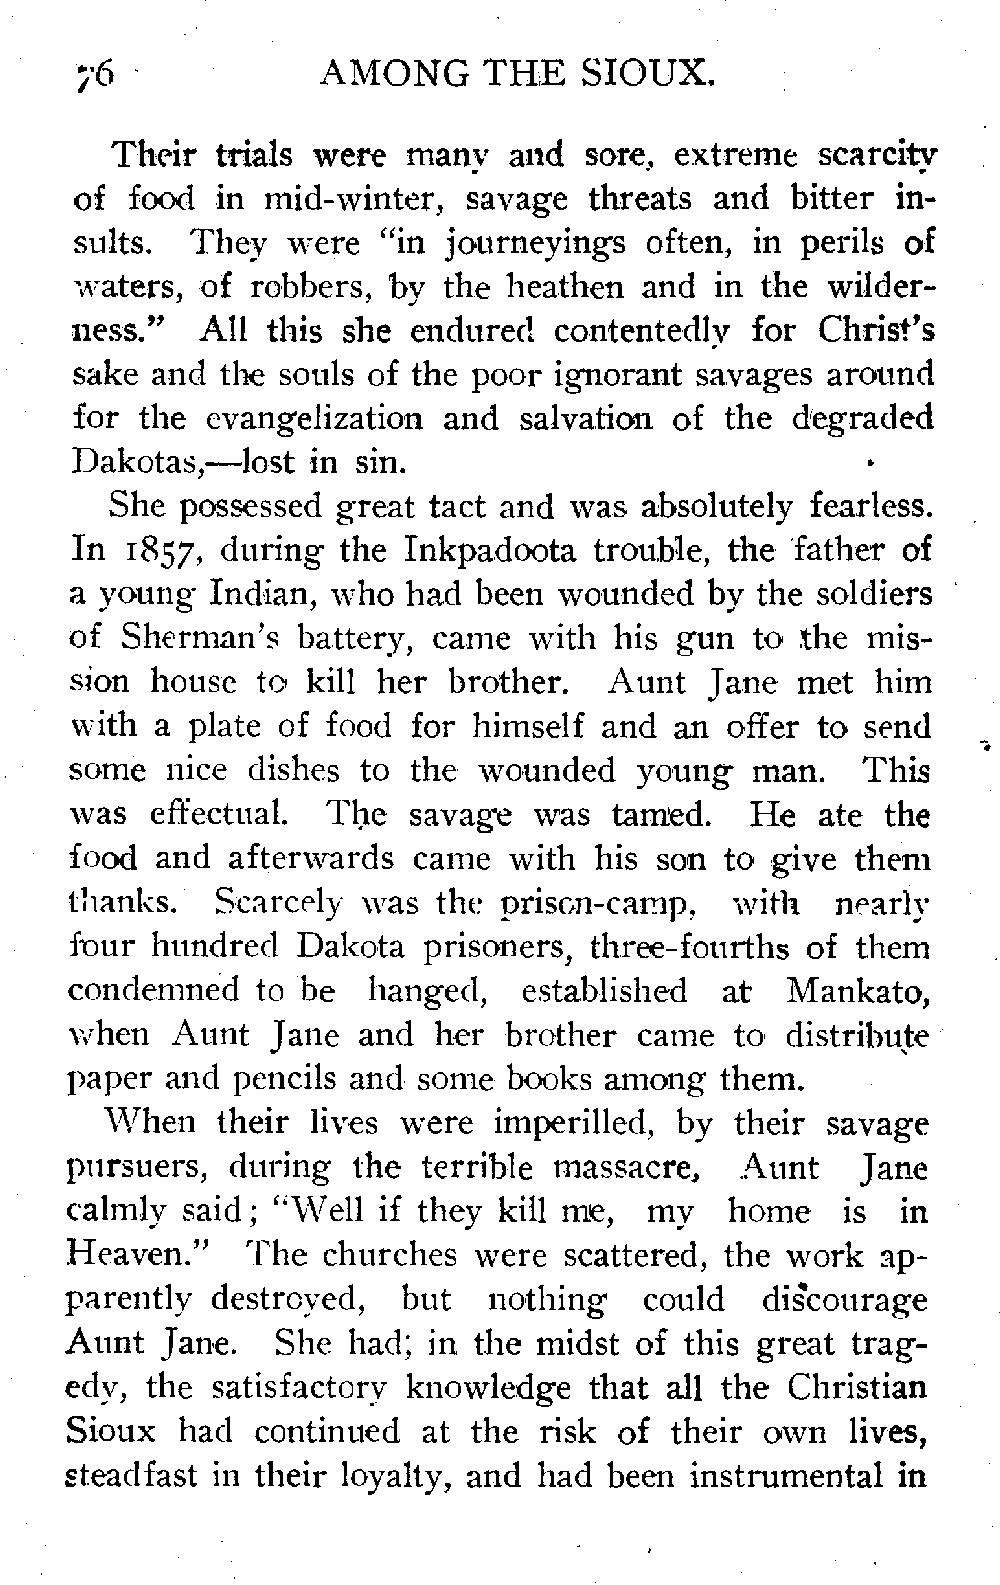 76 AMONG THE SIOUX.
Their trials were many and sore, extreme scarcity
of food in mid-winter, savage threats and bitter in-
sults. They were "in journeyings often, in perils of
waters, of robbers, by the heathen and in the wilder-
ness." All this she endured contentedly for Christ's
sake and the souls of the poor ignorant savages around
for the evangelization and salvation of the degraded
Dakotas,—lost in sin.
She possessed great tact and was absolutely fearless.
In 1857, during the Inkpadoota trouble, the father of
a young Indian, who had been wounded by the soldiers
of Sherman's battery, came with his gun to the mis-
sion house to kill her brother. Aunt Jane met him
with a plate of food for himself and an offer to send
some nice dishes to the wounded young man. This
was effectual. The savage was tamed. He ate the
food and afterwards came with his son to give them
thanks. Scarcely was the prison-camp, with nearly
four hundred Dakota prisoners, three-fourths of them
condemned to be hanged, established at Mankato,
when Aunt Jane and her brother came to distribute
paper and pencils and some books among them.
When their lives were imperilled, by their savage
pursuers, during the terrible massacre, Aunt Jane
calmly said; "Well if they kill me, my home is in
Heaven." The churches were scattered, the work ap-
parently destroyed, but nothing could discourage
Aunt Jane. She had; in the midst of this great trag-
edy, the satisfactory knowledge that all the Christian
Sioux had continued at the risk of their own lives,
steadfast in their loyalty, and had been instrumental in